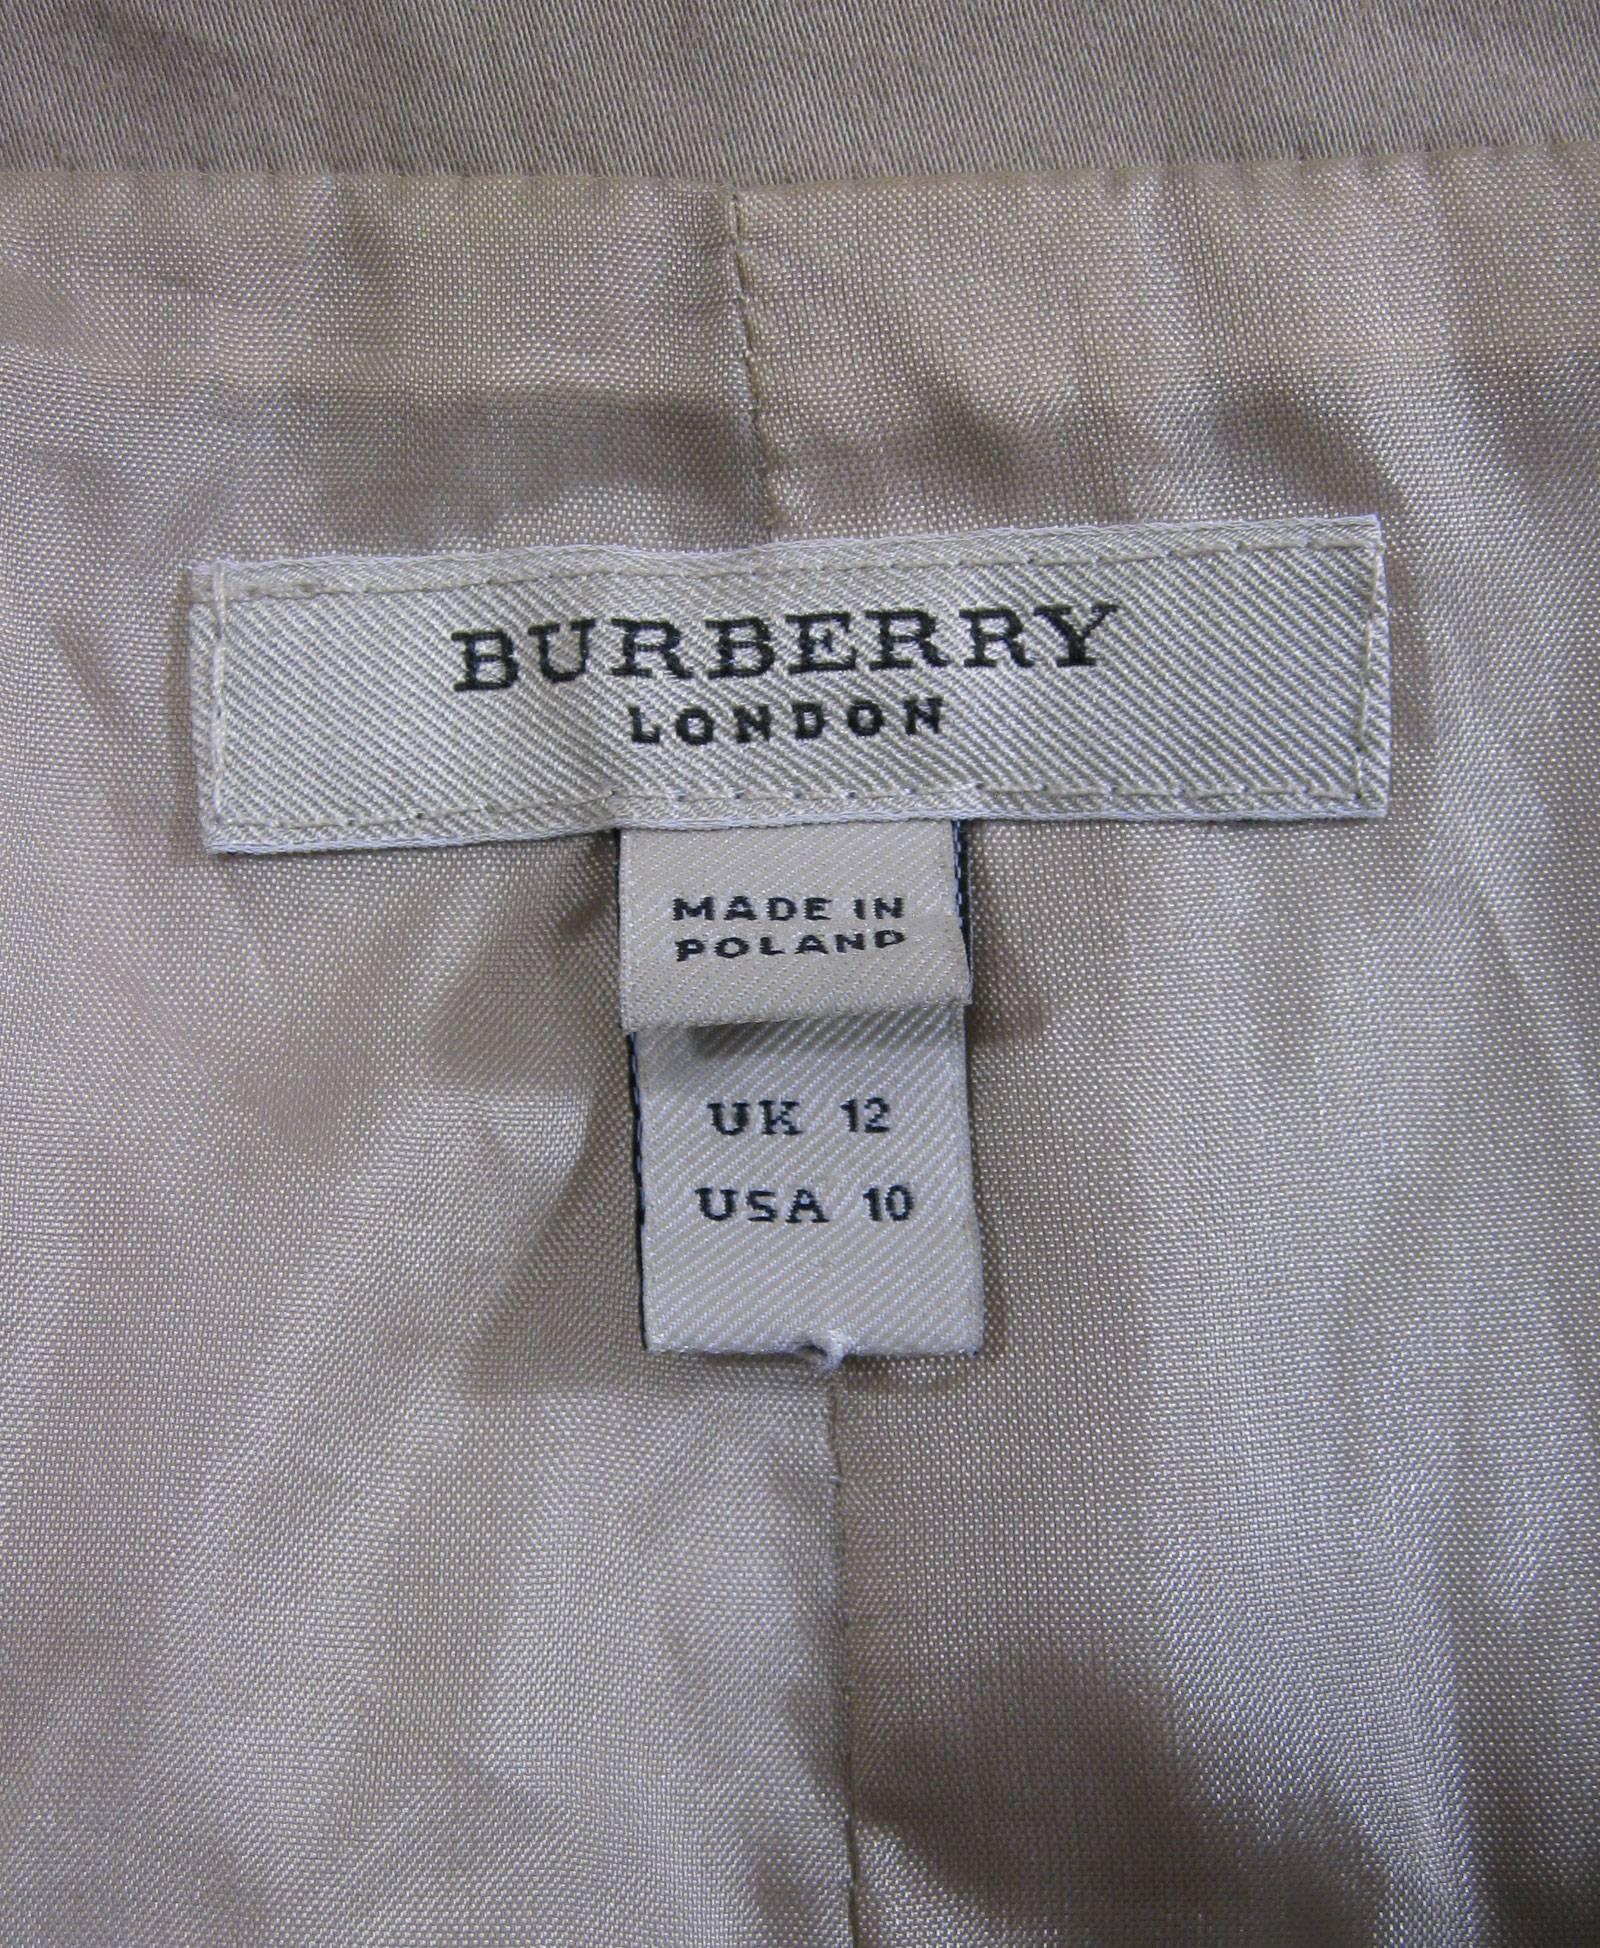 BURBERRY
LONDON
MADE IN
POLAND
UK 12
USA 10